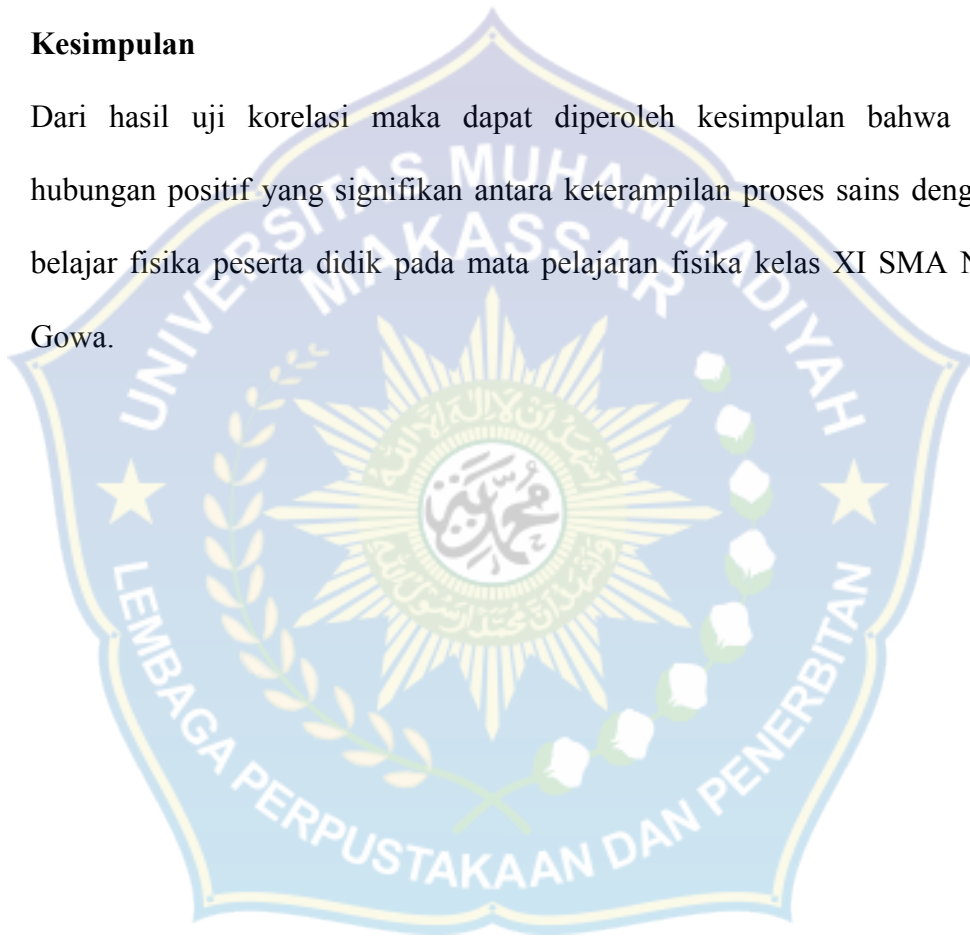 Kesimpulan
Dari hasil uji korelasi maka dapat diperoleh kesimpulan bahwa
hubungan positif yang signifikan antara keterampilan proses sains deng
belajar fisika peserta didik pada mata pelajaran fisika kelas XI SMA N
Gowa.
UNIVERSITAS MUHAMMADIYAH
MAKASSAR
LEMBAGA PERPUSTAKAAN DAN PENERBITAN